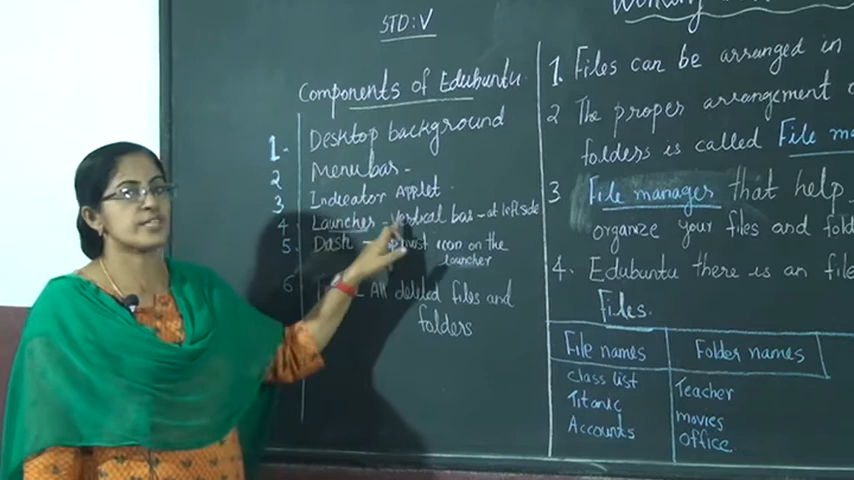 STD: V
Components of Edubuntu
1. Desktop background
2 Menu bar -
3 Indicator Applet
4. Launcher - Vertical bar - at left side
5. Dash - icon on the
launcher
6 All deleted files and
folders
1. Files can be arranged in
2 The proper arrangement
folders is called File
3 File manager that help
organize your files and
4. Edubuntu there is an file
Files.
File names Folder names
class list Teacher
Titanic movies
Accounts office